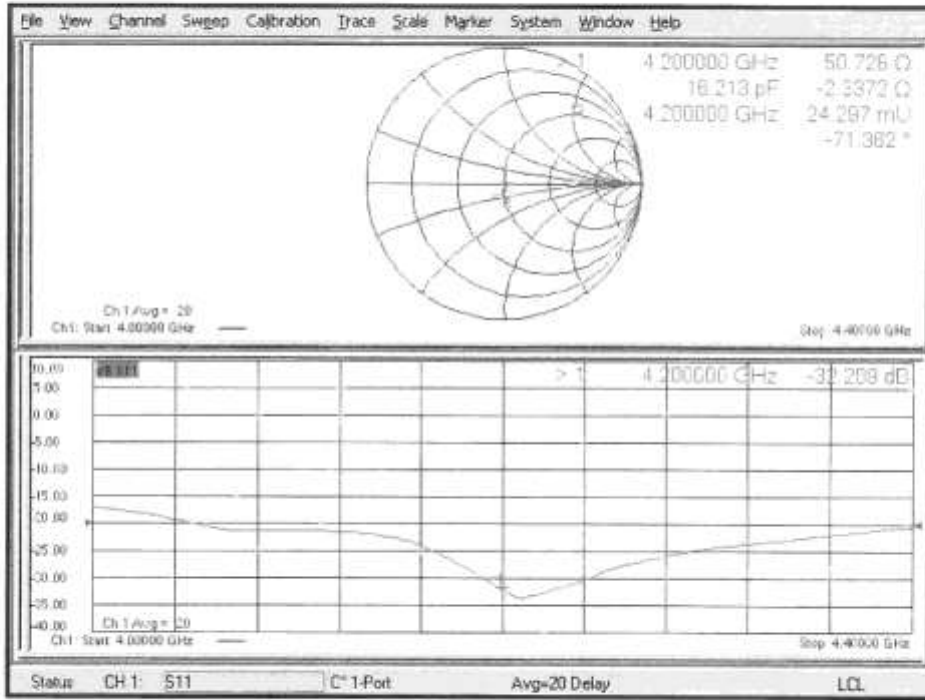 File View Channel Sweep Calibration Trace Scale Marker System Window Help
> 1 4.200000 GHz 50.726 Ω
16.213 pF -2.3372 Ω
4.200000 GHz 24.297 mU
-71.362 °
Ch 1 Avg = 20
Ch1: Start 4.00000 GHz
Stop 4.40000 GHz
10.00
> 1 4.200000 GHz -32.209 dB
5.00
0.00
-5.00
-10.00
-15.00
-20.00
-25.00
-30.00
-35.00
-40.00
Ch 1 Avg = 20
Ch1: Start 4.00000 GHz
Stop 4.40000 GHz
Status CH 1: S11 C* 1-Port Avg=20 Delay LCL